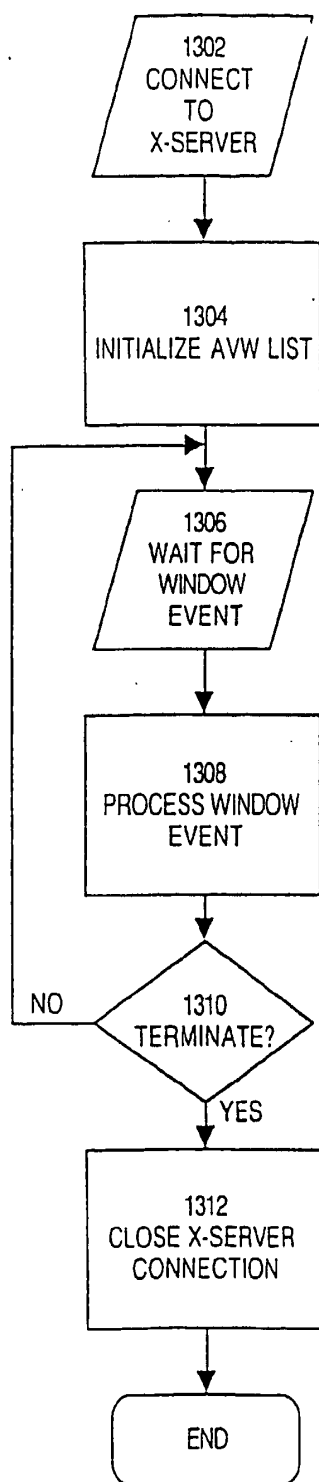 1302
CONNECT
TO
X-SERVER
1304
INITIALIZE AVW LIST
1306
WAIT FOR
WINDOW
EVENT
1308
PROCESS WINDOW
EVENT
1310
TERMINATE?
NO
YES
1312
CLOSE X-SERVER
CONNECTION
END